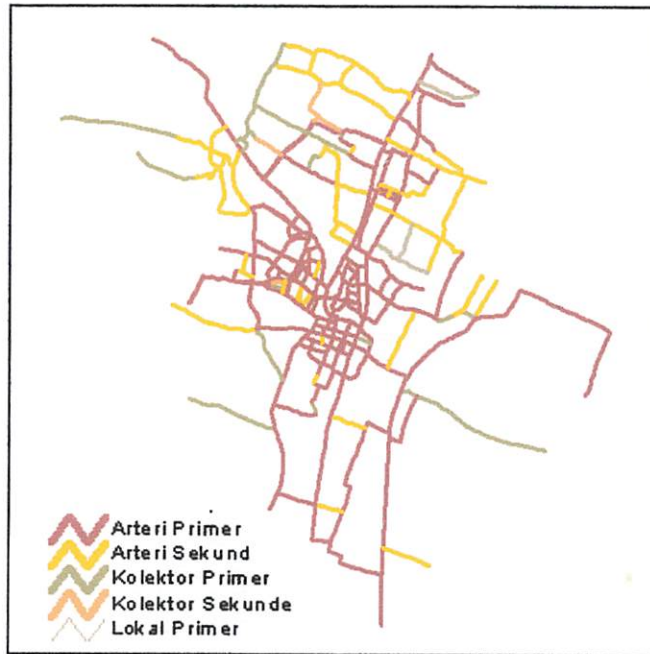 Arteri Primer
Arteri Sekund
Kolektor Primer
Kolektor Sekunde
Lokal Primer